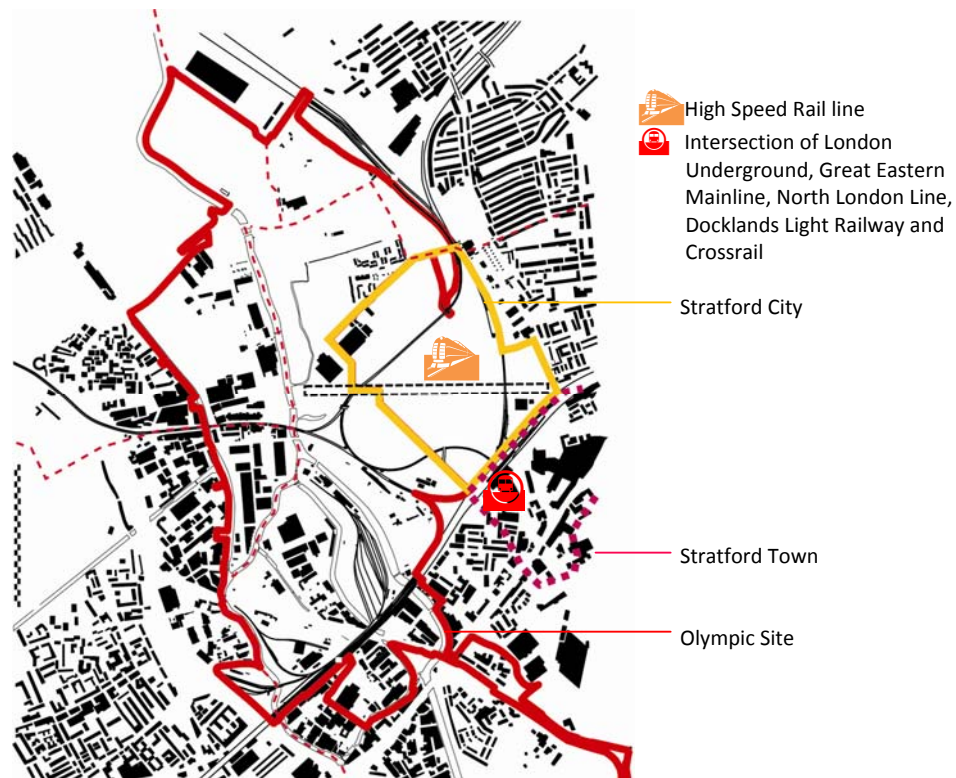 High Speed Rail line
Intersection of London
Underground, Great Eastern
Mainline, North London Line,
Docklands Light Railway and
Crossrail
Stratford City
Stratford Town
Olympic Site